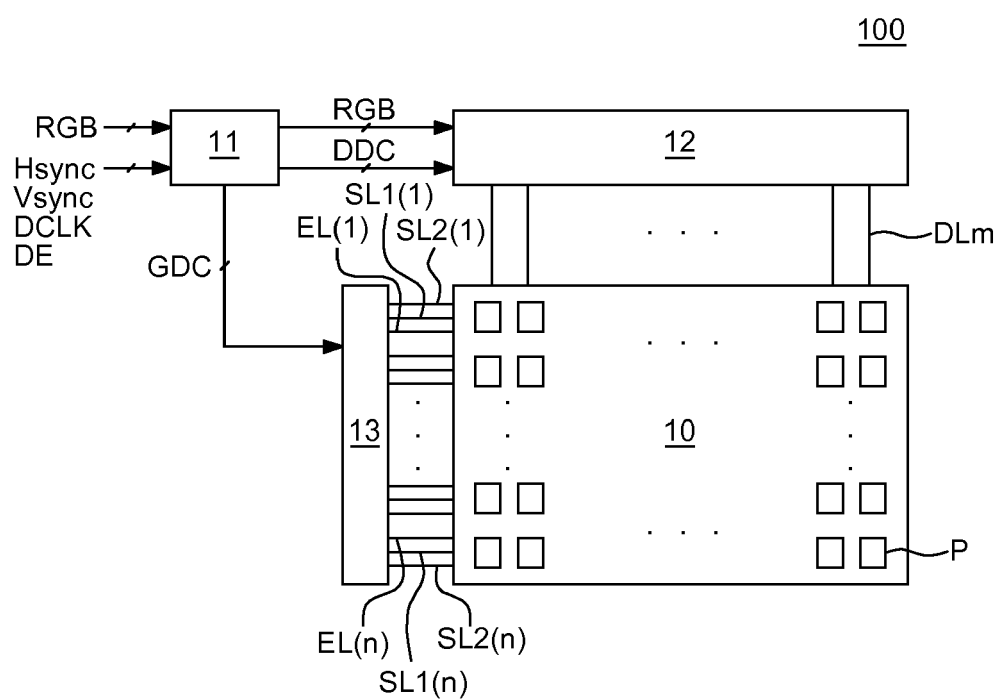 100
RGB
11
RGB
DDC
12
Hsync
Vsync
DCLK
DE
SL1(1)
EL(1)
SL2(1)
DLm
GDC
13
10
P
EL(n)
SL1(n)
SL2(n)